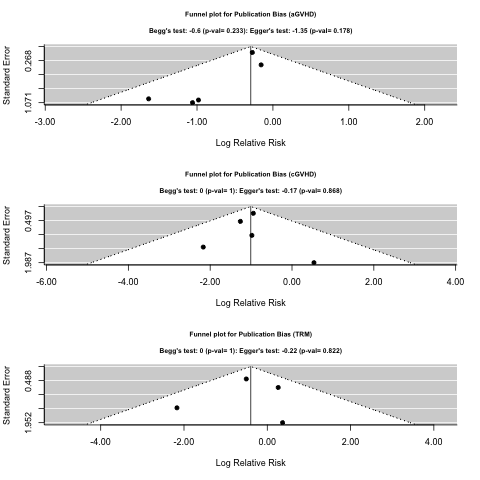 Funnel plot for Publication Bias (aGVHD)
Begg's test: -0.6 (p-val= 0.233): Egger's test: -1.35 (p-val= 0.178)
Standard Error
0.268
1.071
-3.00 -2.00 -1.00 0.00 1.00 2.00
Log Relative Risk
Funnel plot for Publication Bias (cGVHD)
Begg's test: 0 (p-val= 1): Egger's test: -0.17 (p-val= 0.868)
Standard Error
0.497
1.987
-6.00 -4.00 -2.00 0.00 2.00 4.00
Log Relative Risk
Funnel plot for Publication Bias (TRM)
Begg's test: 0 (p-val= 1): Egger's test: -0.22 (p-val= 0.822)
Standard Error
0.488
1.952
-4.00 -2.00 0.00 2.00 4.00
Log Relative Risk